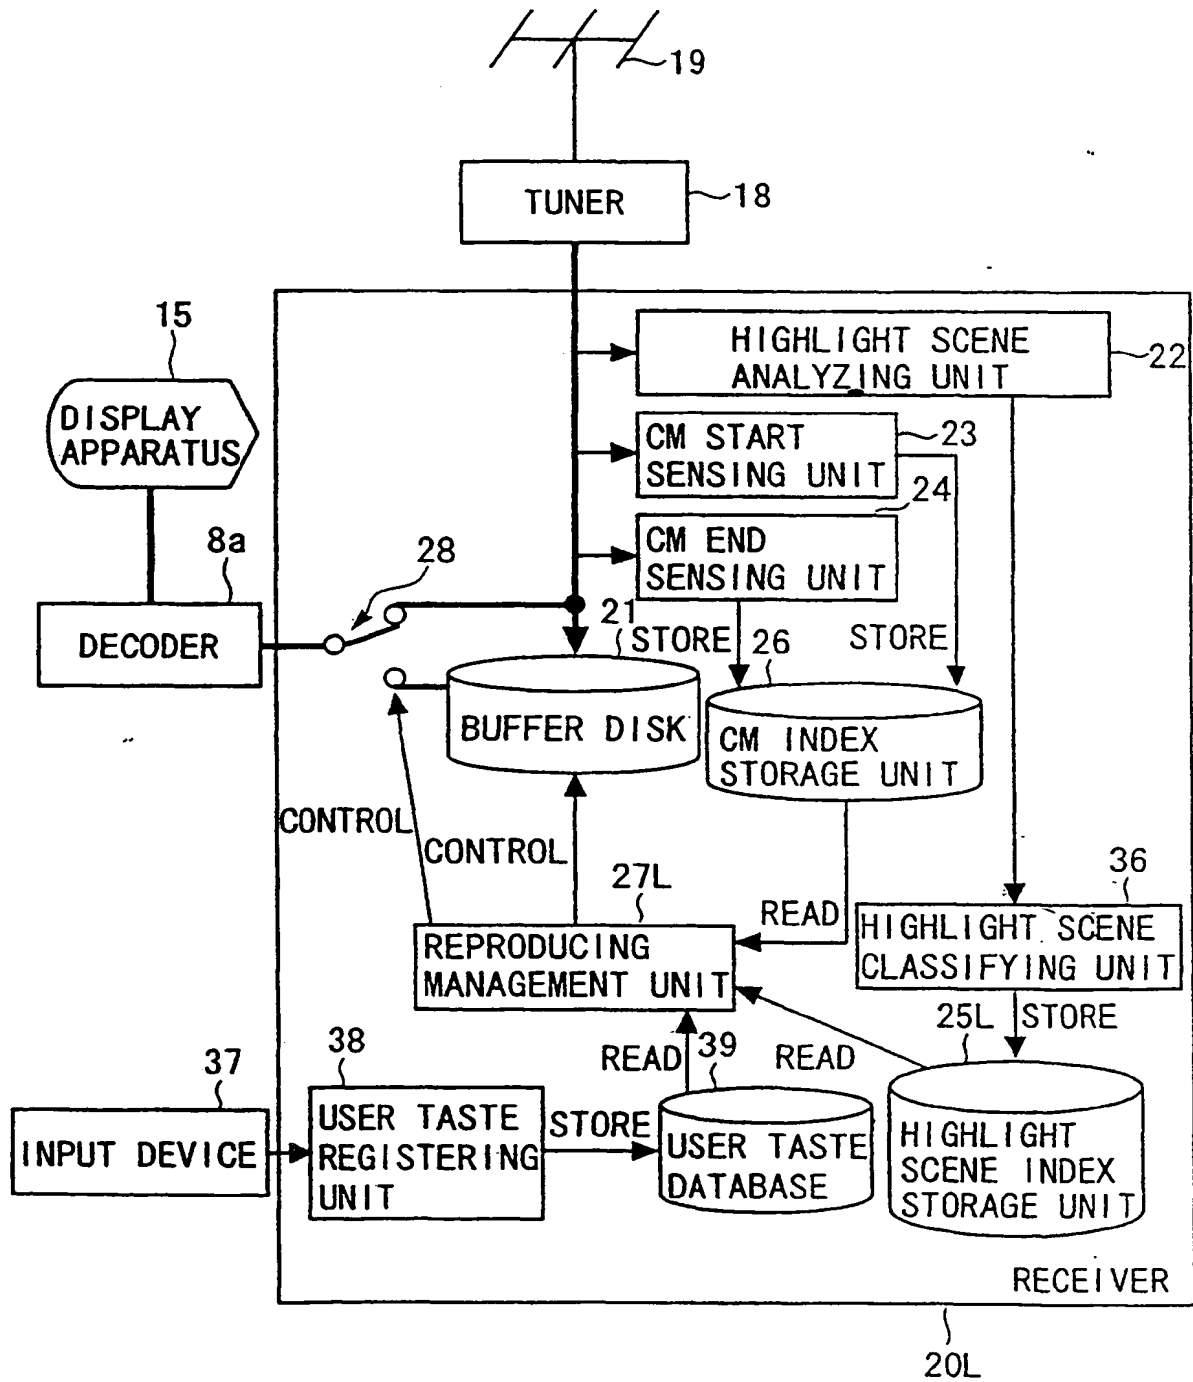 19
TUNER
18
15
HIGHLIGHT SCENE
ANALYZING UNIT
22
DISPLAY
APPARATUS
CM START
SENSING UNIT
23
24
8a
28
CM END
SENSING UNIT
DECODER
21
STORE
26
STORE
BUFFER DISK
CM INDEX
STORAGE UNIT
CONTROL
CONTROL
27L
READ
36
REPRODUCING
MANAGEMENT UNIT
HIGHLIGHT SCENE
CLASSIFYING UNIT
25L
STORE
37
38
READ
39
READ
INPUT DEVICE
USER TASTE
REGISTERING
UNIT
STORE
USER TASTE
DATABASE
HIGHLIGHT
SCENE INDEX
STORAGE UNIT
RECEIVER
20L